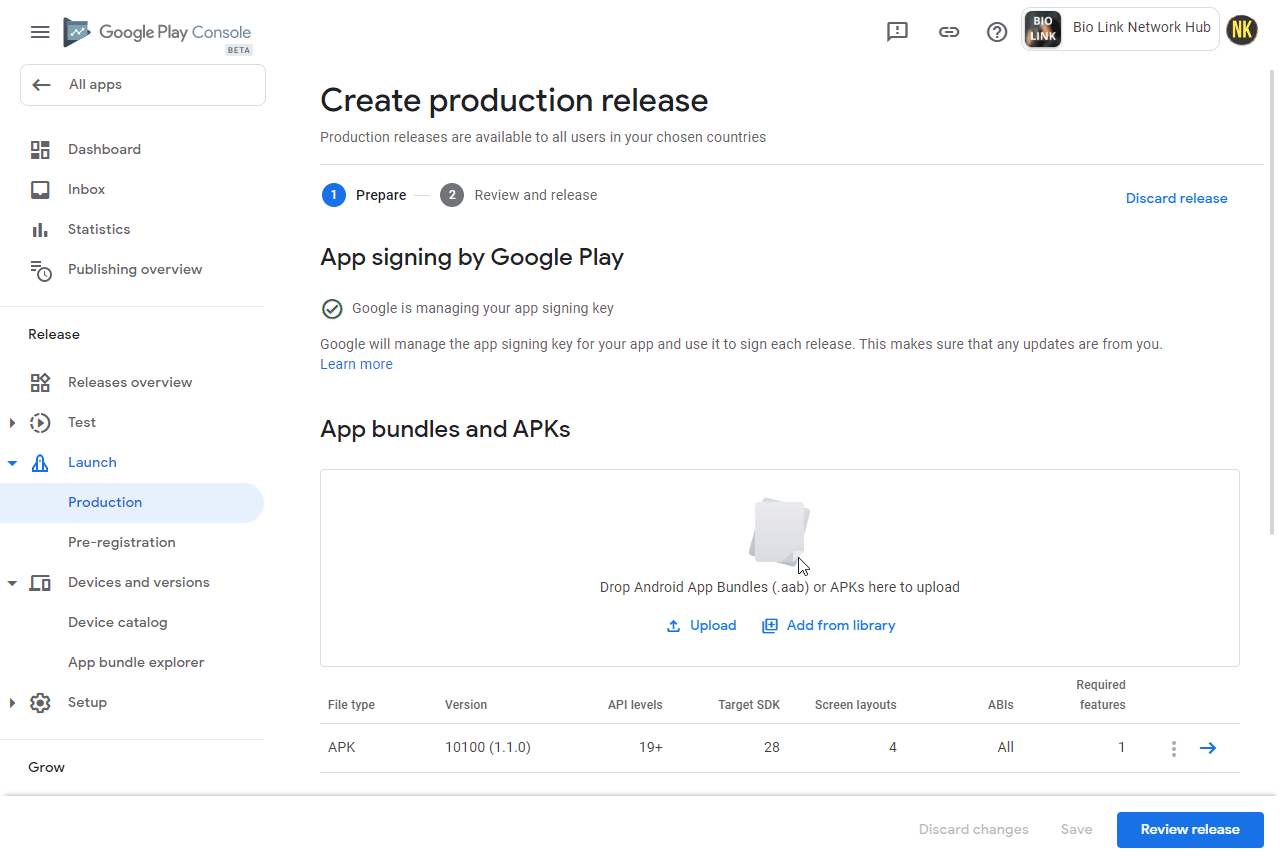 Google Play Console
BETA
BIO
LINK
Bio Link Network Hub
NK
All apps
Dashboard
Inbox
Statistics
Publishing overview
Release
Releases overview
Test
Launch
Production
Pre-registration
Devices and versions
Device catalog
App bundle explorer
Setup
Grow
Create production release
Production releases are available to all users in your chosen countries
1 Prepare 2 Review and release
Discard release
App signing by Google Play
Google is managing your app signing key
Google will manage the app signing key for your app and use it to sign each release. This makes sure that any updates are from you.
Learn more
App bundles and APKs
Drop Android App Bundles (.aab) or APKs here to upload
Upload Add from library
File type Version API levels Target SDK Screen layouts ABIs Required features
APK 10100 (1.1.0) 19+ 28 4 All 1
Discard changes Save Review release